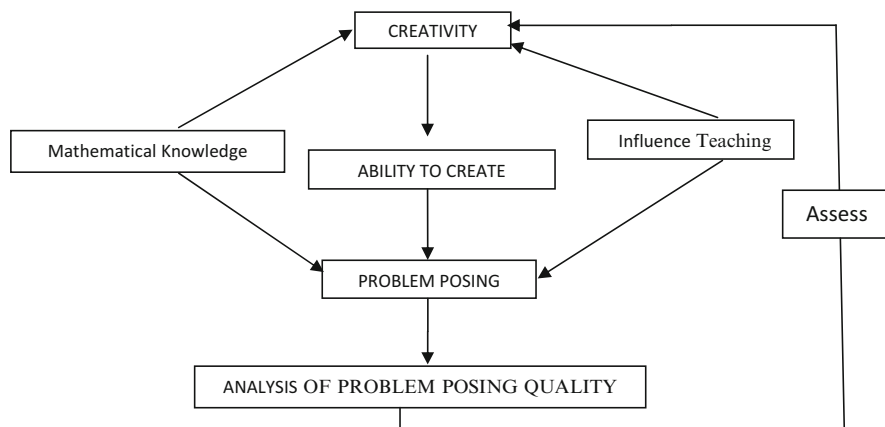 CREATIVITY
Influence Teaching
Mathematical Knowledge
ABILITY TO CREATE
Assess
PROBLEM POSING
ANALYSIS OF PROBLEM POSING QUALITY